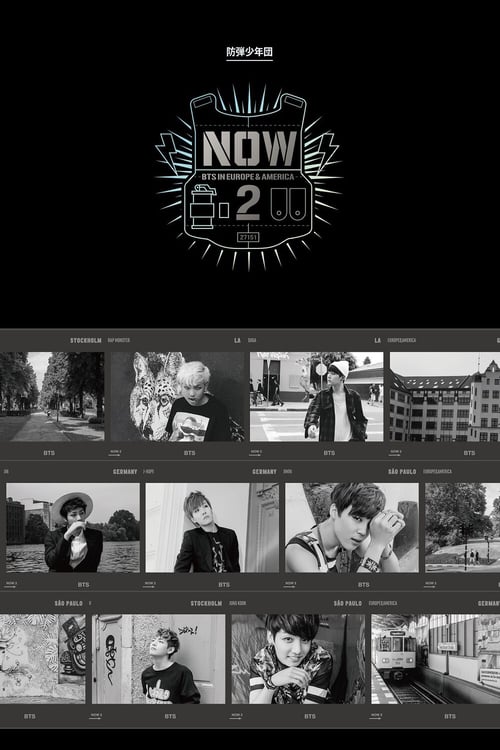 防弾少年団
NOW
BTS IN EUROPE & AMERICA
2
27151
STOCKHOLM RAP MONSTER LA SUGA LA EUROPE&AMERICA
BTS NOW 2 BTS NOW 2 BTS NOW 2
JIN GERMANY J-HOPE GERMANY JIMIN SÃO PAULO EUROPE&AMERICA
NOW 2 BTS NOW 2 BTS NOW 2 BTS NOW 2
SÃO PAULO V STOCKHOLM JUNG KOOK SÃO PAULO EUROPE&AMERICA GERMANY
BTS NOW 2 BTS NOW 2 BTS NOW 2 BTS